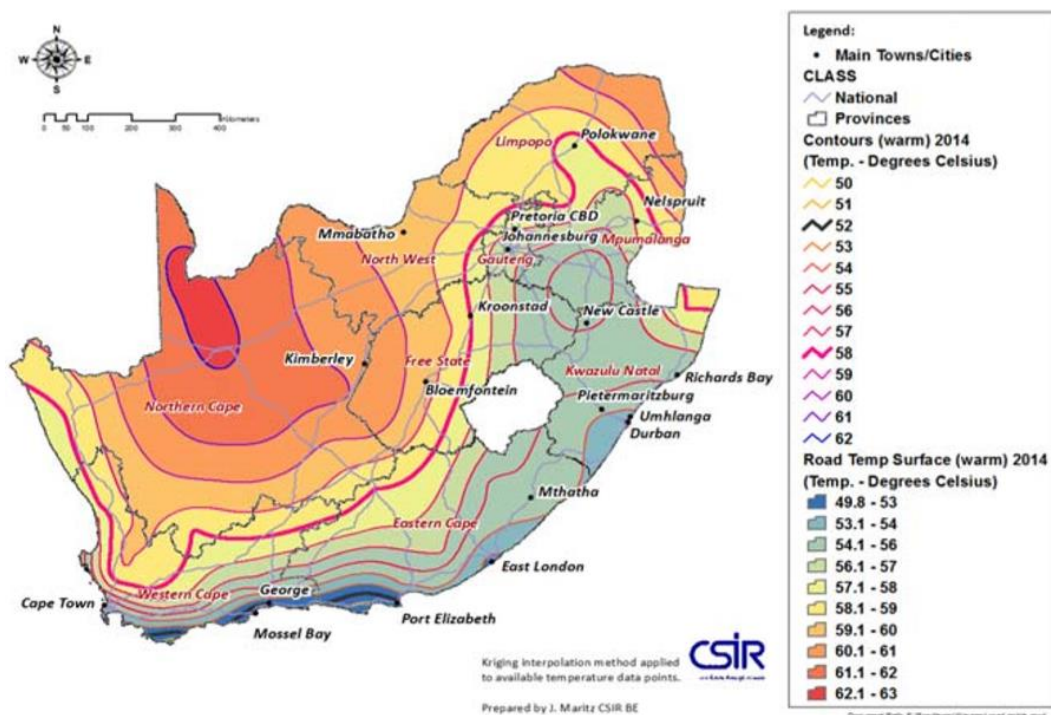 N
W E
S
0 50 100 200 300 400
Kilometers
Limpopo
Polokwane
Nelspruit
Pretoria CBD
Mmabatho
Johannesburg
Mpumalanga
North West
Gauteng
Kroonstad
New Castle
Kimberley
Free State
Kwazulu Natal
Bloemfontein
Richards Bay
Northern Cape
Pietermaritzburg
Umhlanga
Durban
Mthatha
Eastern Cape
East London
Western Cape
George
Cape Town
Port Elizabeth
Mossel Bay
Kriging Interpolation method applied
to available temperature data points.
Prepared by J. Maritz CSIR BE
CSIR
Legend:
Main Towns/Cities
CLASS
National
Provinces
Contours (warm) 2014
(Temp. - Degrees Celsius)
50
51
52
53
54
55
56
57
58
59
60
61
62
Road Temp Surface (warm) 2014
(Temp. - Degrees Celsius)
49.8 - 53
53.1 - 54
54.1 - 56
56.1 - 57
57.1 - 58
58.1 - 59
59.1 - 60
60.1 - 61
61.1 - 62
62.1 - 63